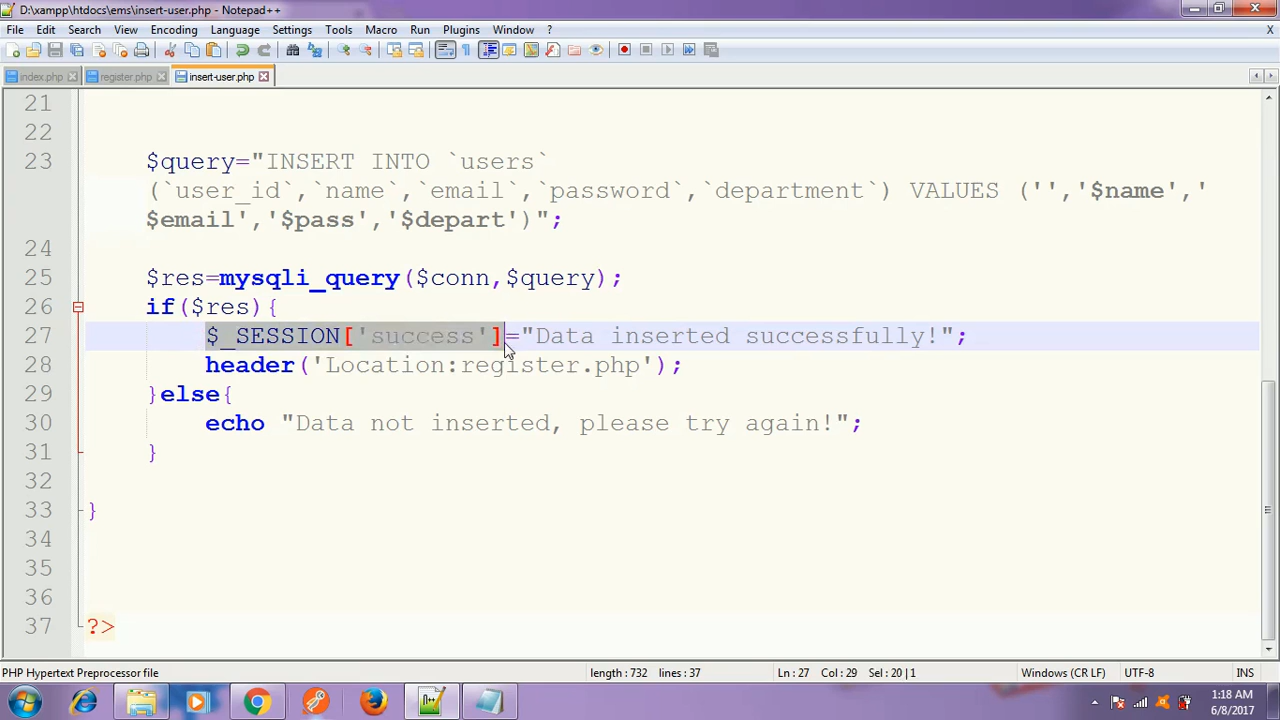 D:\xampp\htdocs\ems\insert-user.php - Notepad++
File Edit Search View Encoding Language Settings Tools Macro Run Plugins Window ? X
index.php register.php insert-user.php
21
22
23 $query="INSERT INTO `users`
(`user_id`,`name`,`email`,`password`,`department`) VALUES ('','$name','
$email','$pass','$depart')";
24
25 $res=mysqli_query($conn,$query);
26 if($res){
27 $_SESSION['success']="Data inserted successfully!";
28 header('Location:register.php');
29 }else{
30 echo "Data not inserted, please try again!";
31 }
32
33 }
34
35
36
37 ?>
PHP Hypertext Preprocessor file length : 732 lines : 37 Ln : 27 Col : 29 Sel : 20 | 1 Windows (CR LF) UTF-8 INS
1:18 AM
6/8/2017